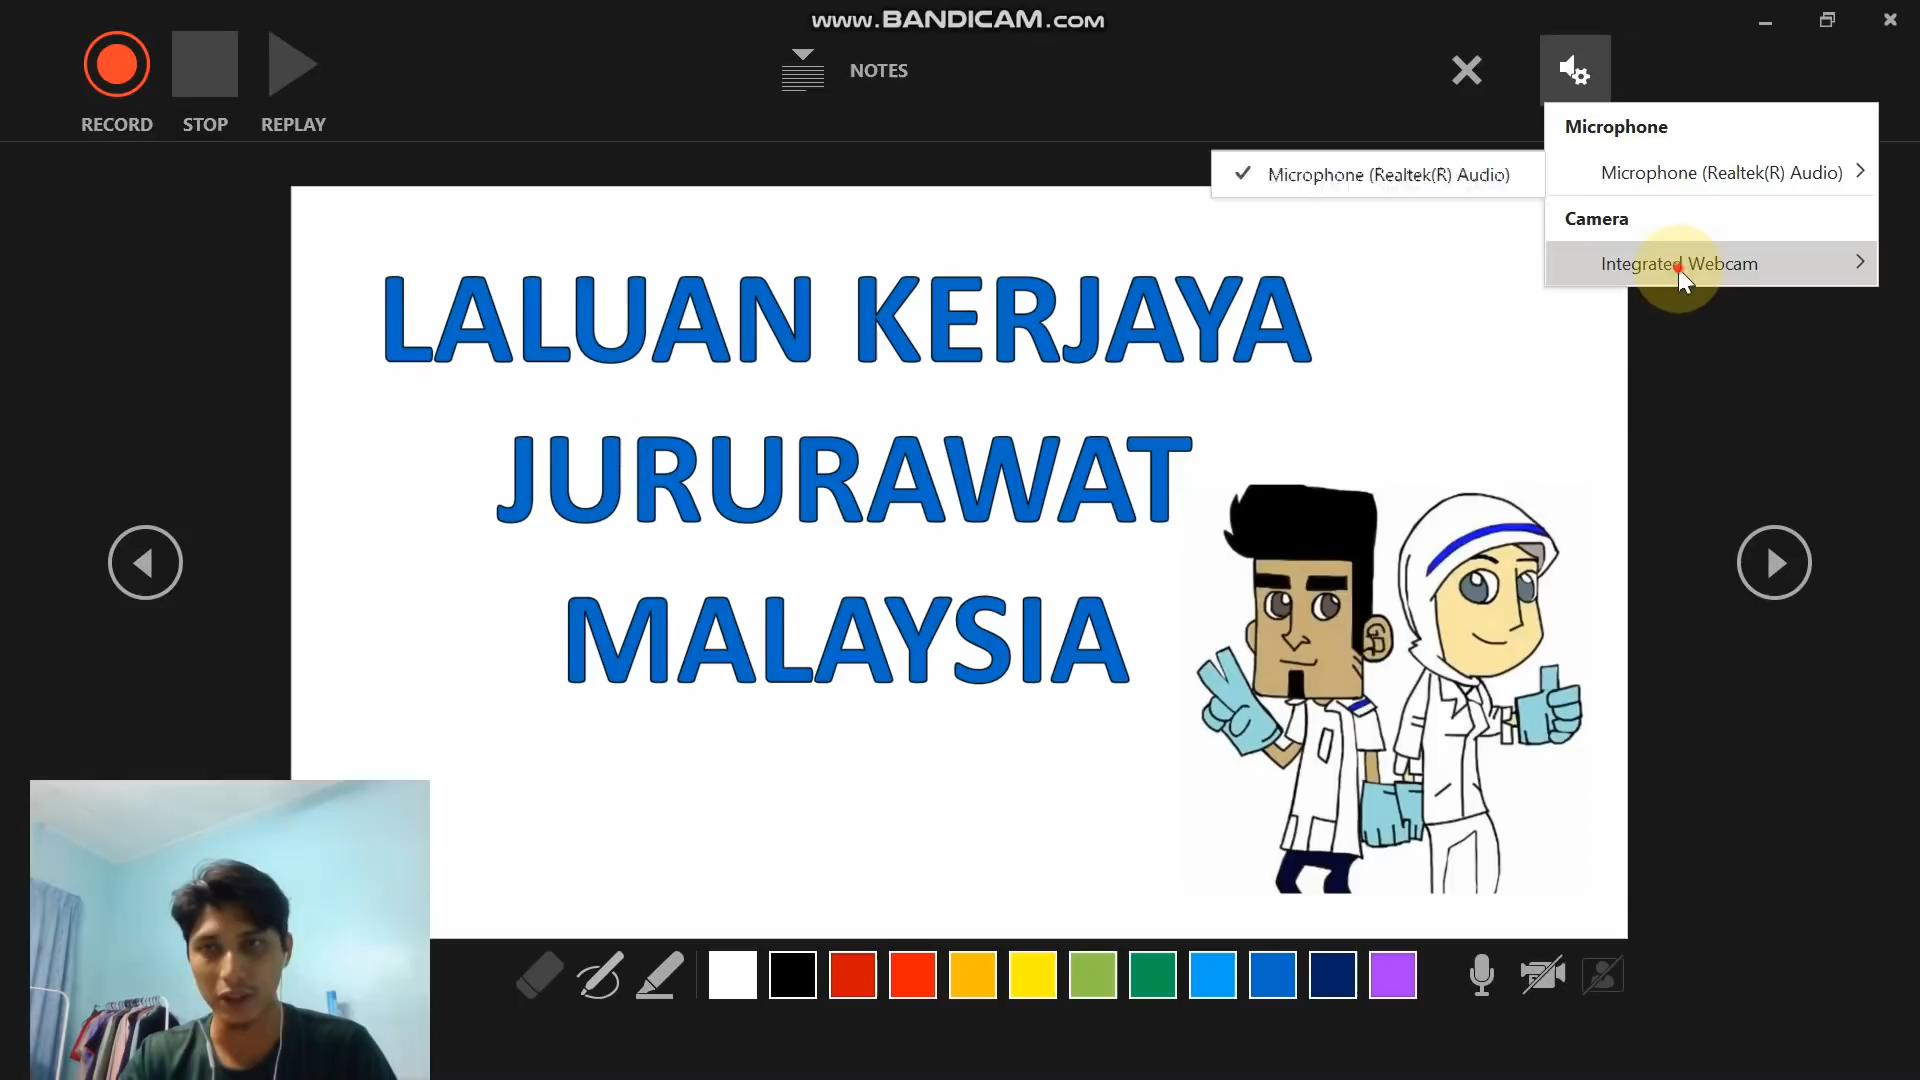 www.BANDICAM.com
NOTES
RECORD
STOP
REPLAY
Microphone
Microphone (Realtek(R) Audio)
Microphone (Realtek(R) Audio)
Camera
Integrated Webcam
LALUAN KERJAYA
JURURAWAT
MALAYSIA